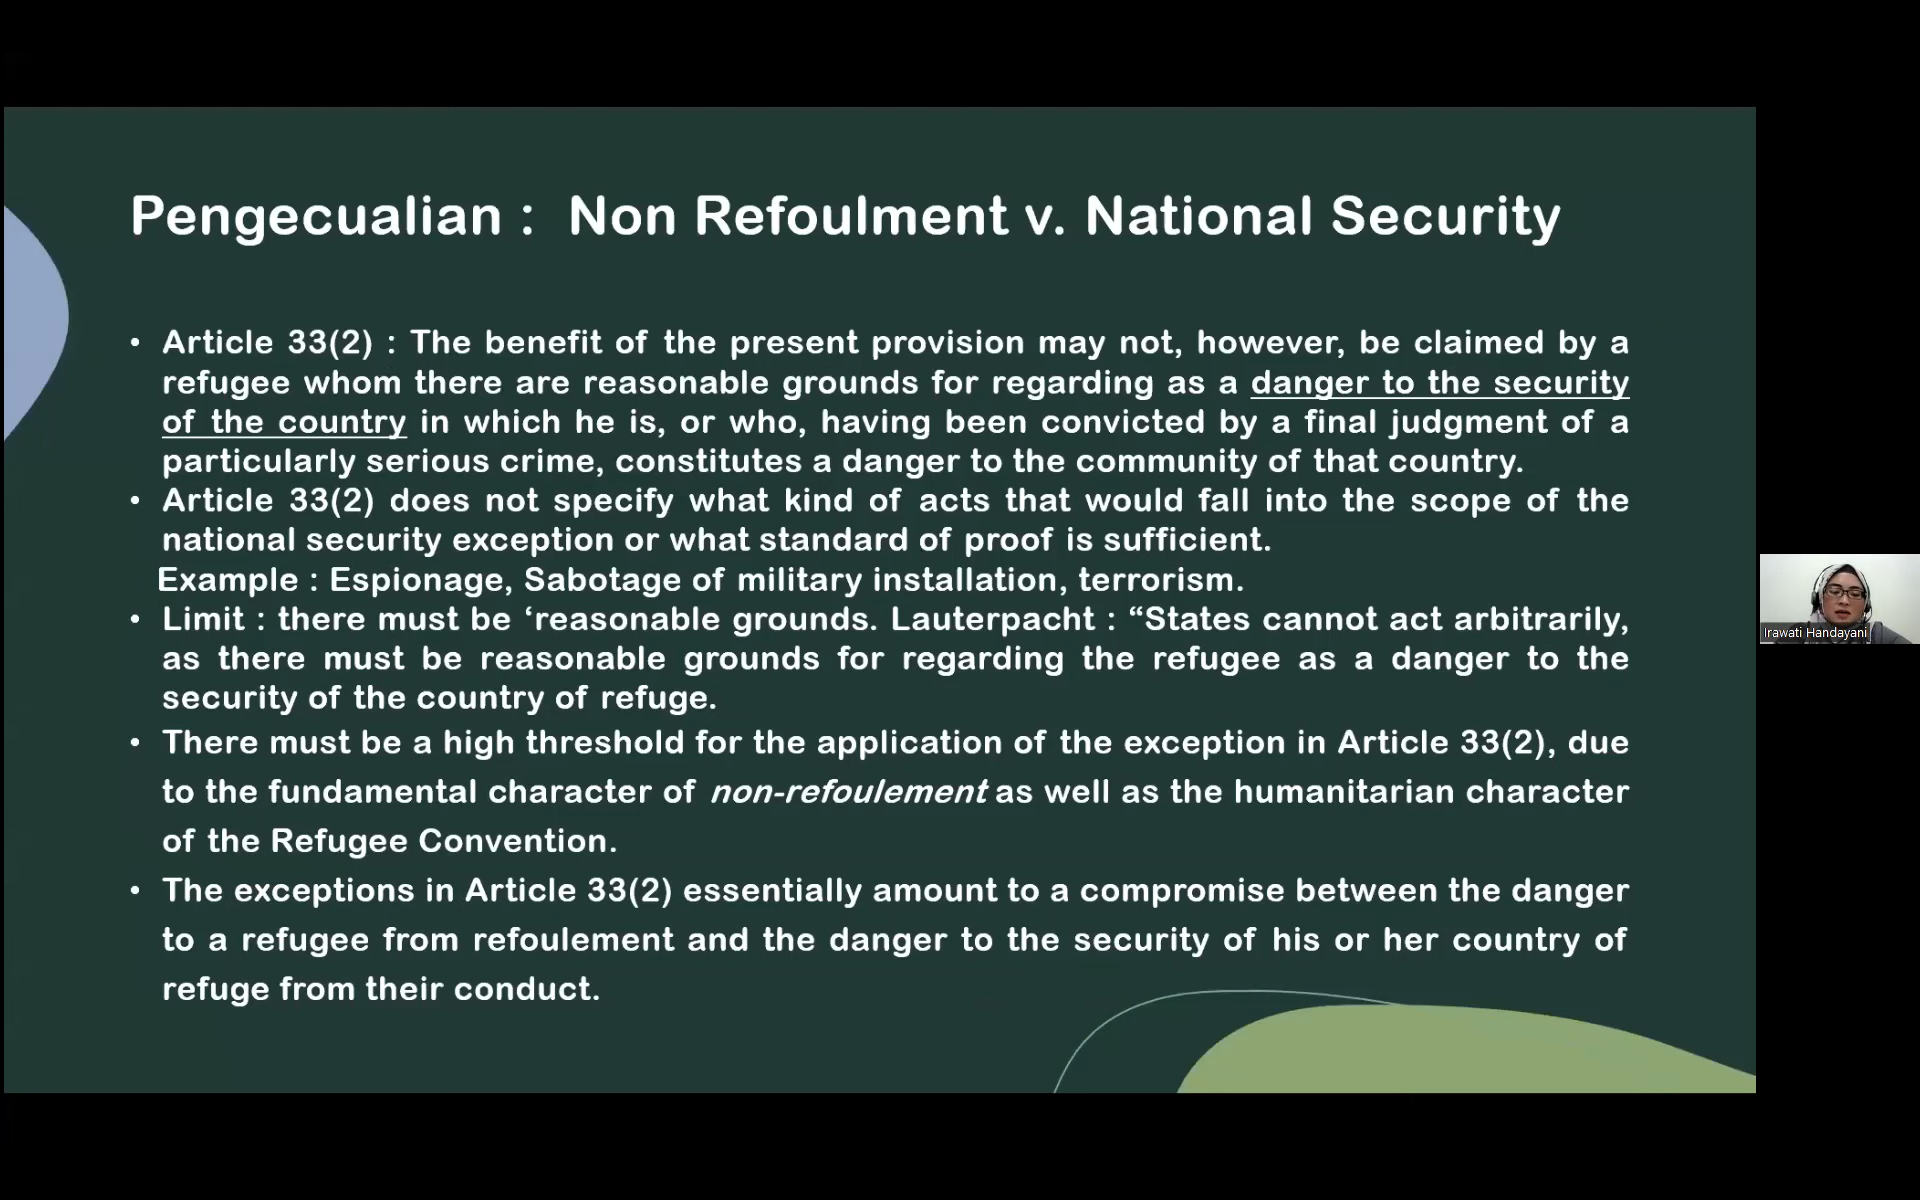 Pengecualian : Non Refoulment v. National Security
• Article 33(2) : The benefit of the present provision may not, however, be claimed by a
refugee whom there are reasonable grounds for regarding as a danger to the security
of the country in which he is, or who, having been convicted by a final judgment of a
particularly serious crime, constitutes a danger to the community of that country.
• Article 33(2) does not specify what kind of acts that would fall into the scope of the
national security exception or what standard of proof is sufficient.
Example : Espionage, Sabotage of military installation, terrorism.
• Limit : there must be ‘reasonable grounds. Lauterpacht : “States cannot act arbitrarily,
as there must be reasonable grounds for regarding the refugee as a danger to the
security of the country of refuge.
• There must be a high threshold for the application of the exception in Article 33(2), due
to the fundamental character of non-refoulement as well as the humanitarian character
of the Refugee Convention.
• The exceptions in Article 33(2) essentially amount to a compromise between the danger
to a refugee from refoulement and the danger to the security of his or her country of
refuge from their conduct.
Irawati Handayani